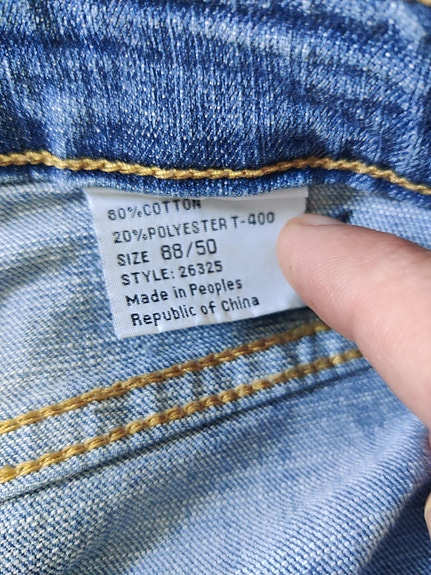 80%COTTON
20%POLYESTER T-400
SIZE 88/50
STYLE: 26325
Made in Peoples
Republic of China